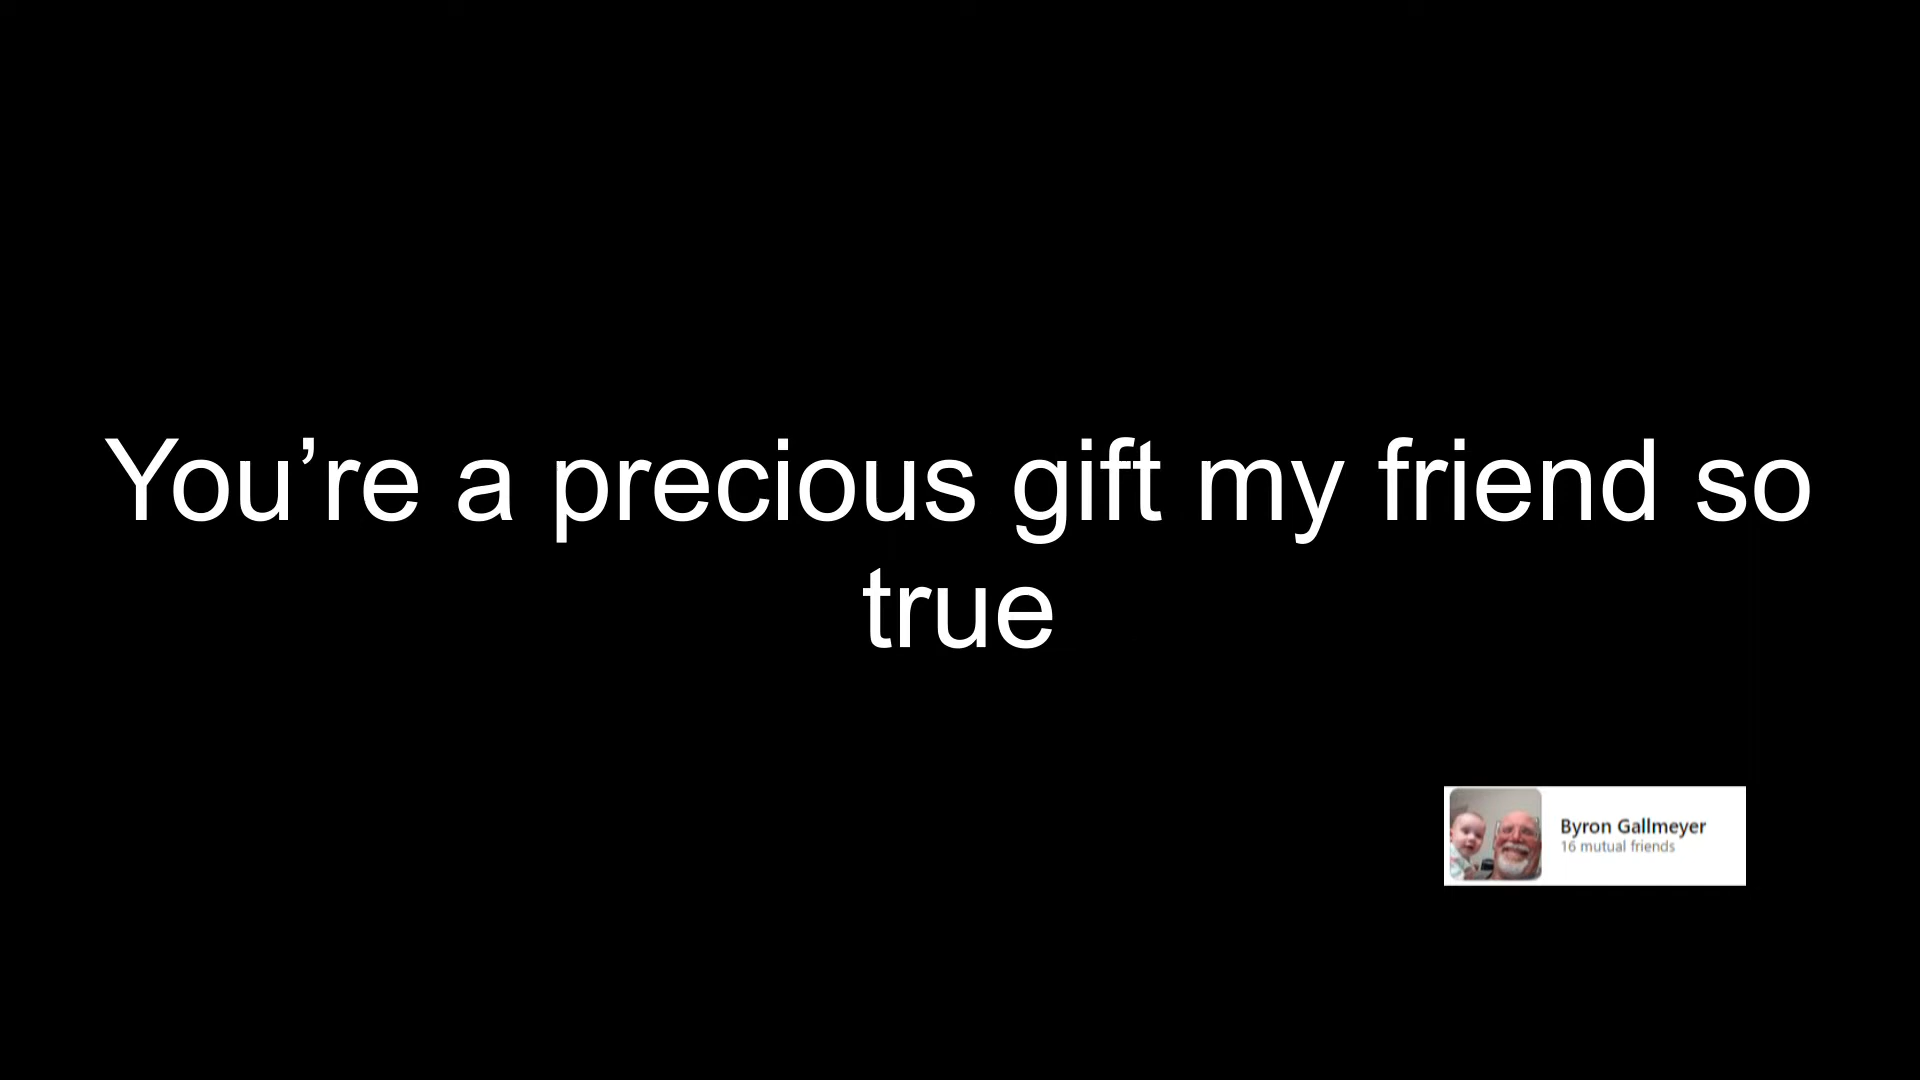 You’re a precious gift my friend so
true
Byron Gallmeyer
16 mutual friends